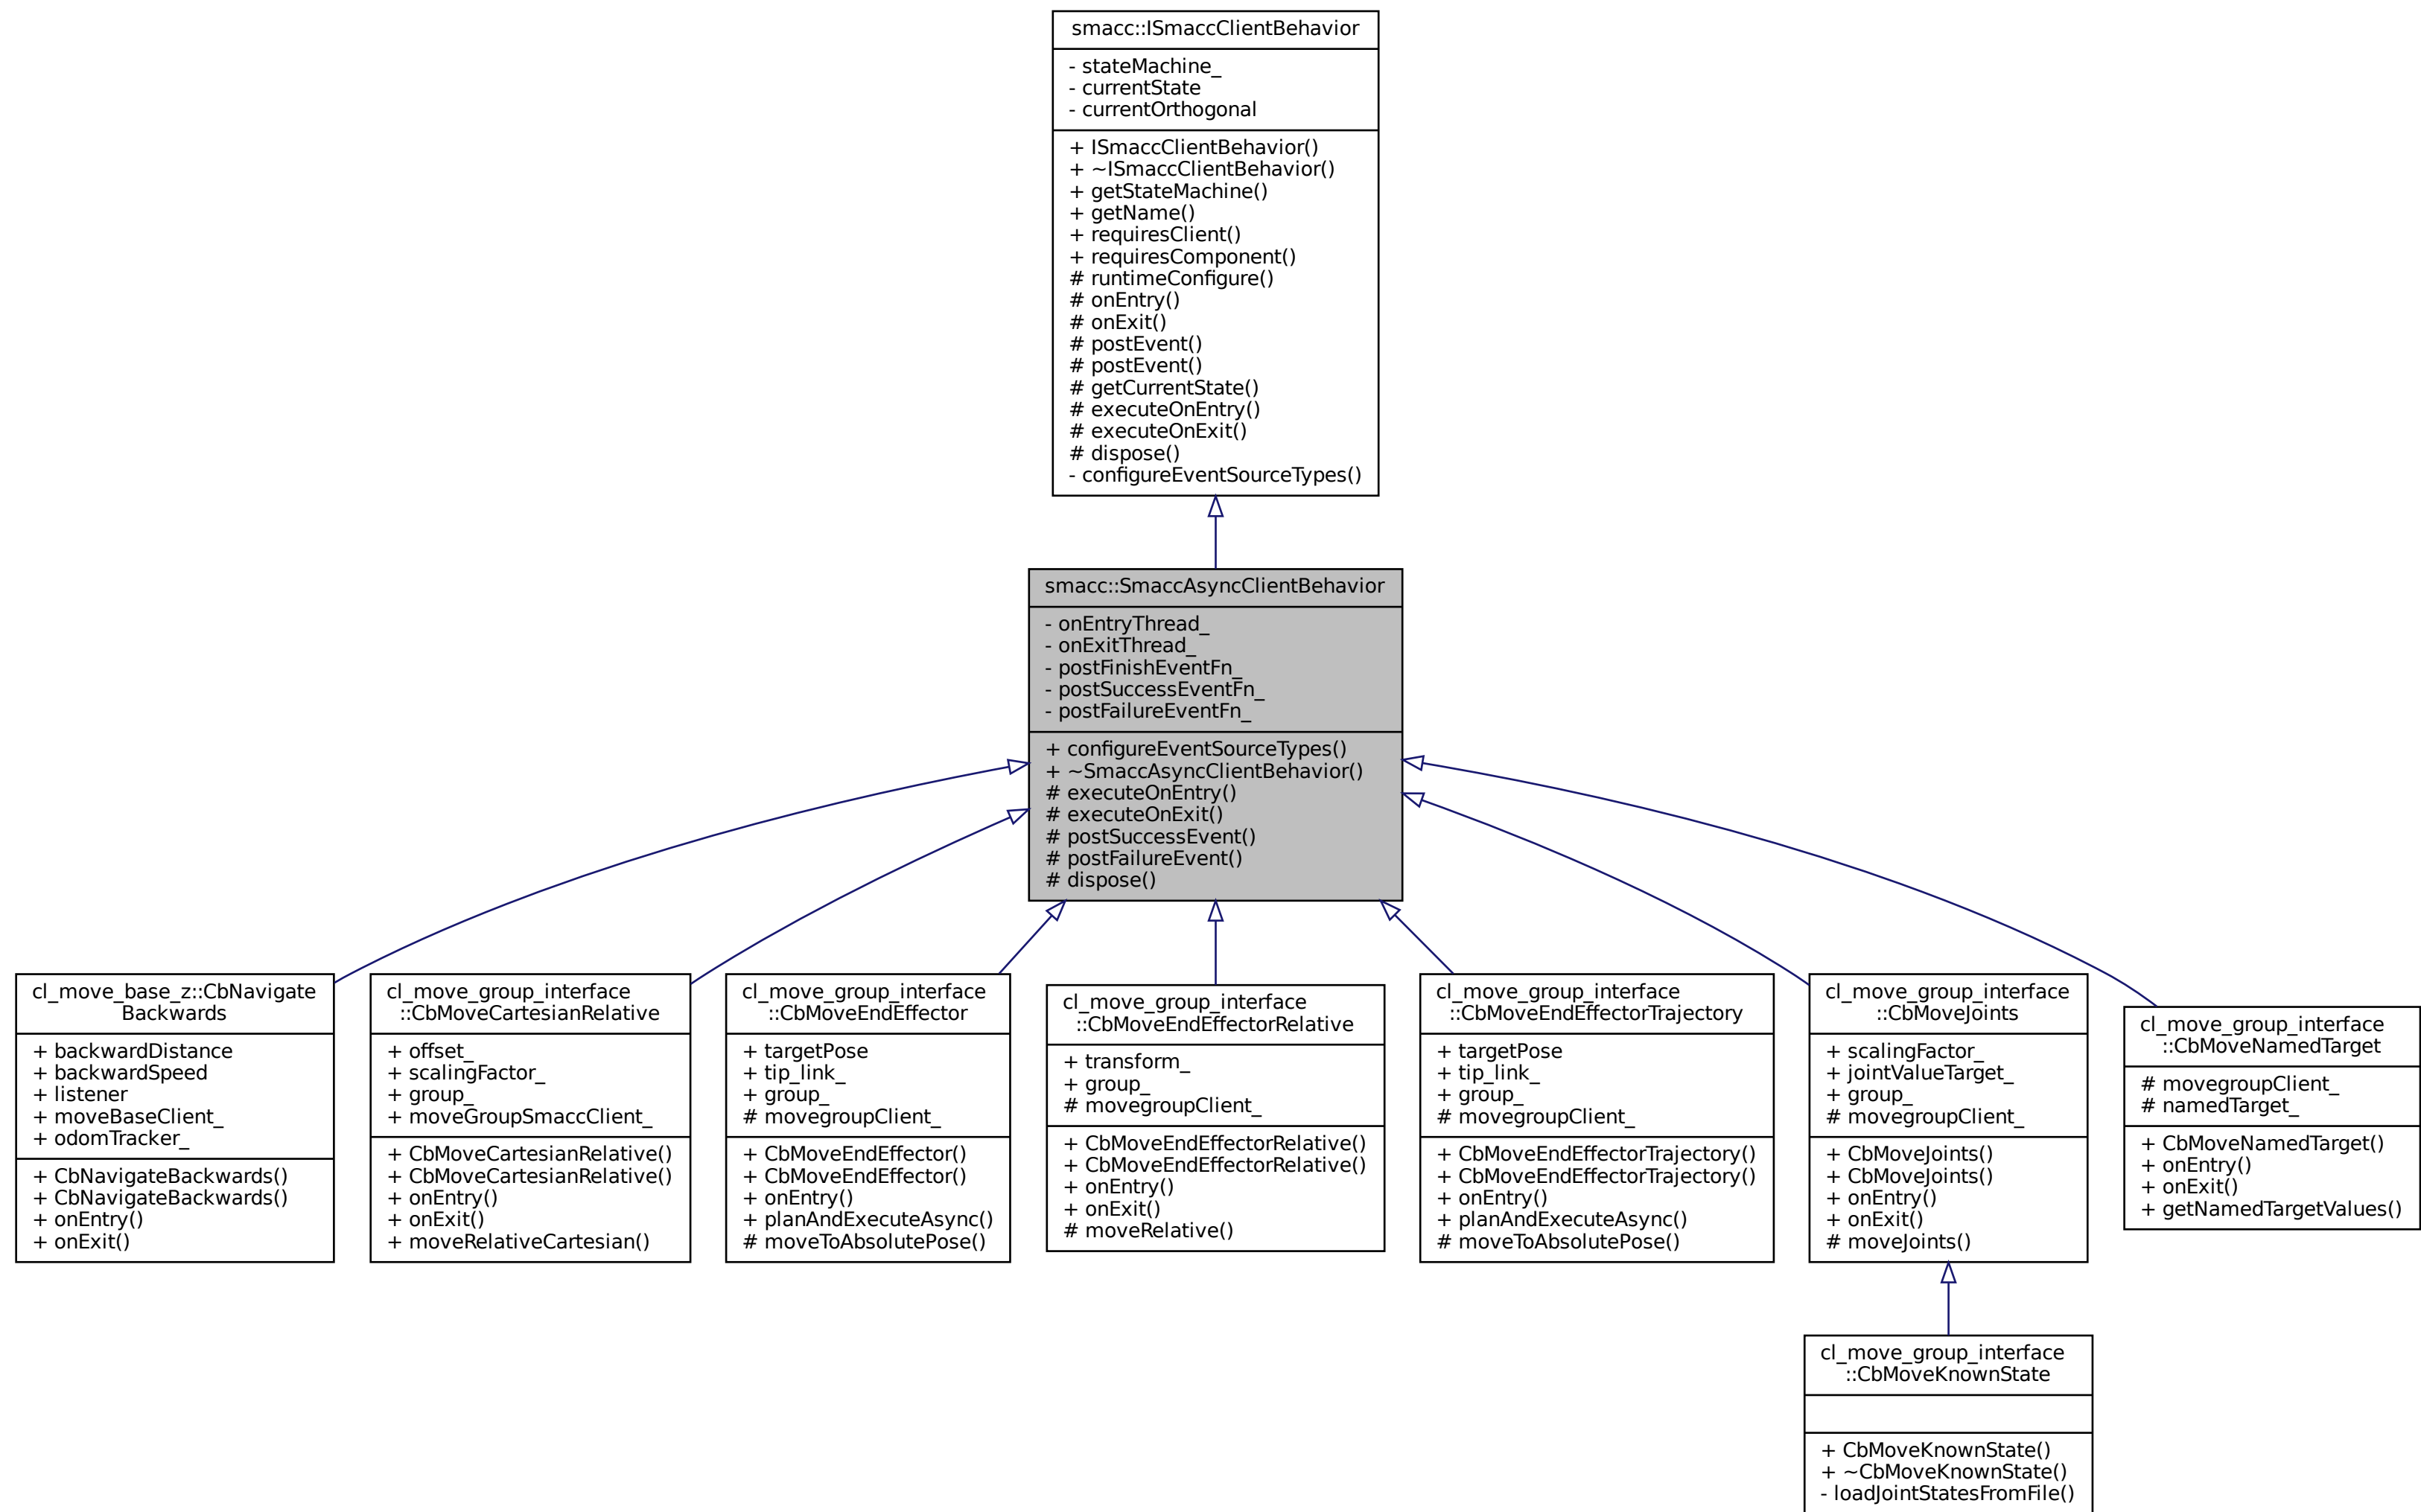 smacc::ISmaccClientBehavior
- stateMachine_
- currentState
- currentOrthogonal
+ ISmaccClientBehavior()
+ ~ISmaccClientBehavior()
+ getStateMachine()
+ getName()
+ requiresClient()
+ requiresComponent()
# runtimeConfigure()
# onEntry()
# onExit()
# postEvent()
# postEvent()
# getCurrentState()
# executeOnEntry()
# executeOnExit()
# dispose()
- configureEventSourceTypes()
smacc::SmaccAsyncClientBehavior
- onEntryThread_
- onExitThread_
- postFinishEventFn_
- postSuccessEventFn_
- postFailureEventFn_
+ configureEventSourceTypes()
+ ~SmaccAsyncClientBehavior()
# executeOnEntry()
# executeOnExit()
# postSuccessEvent()
# postFailureEvent()
# dispose()
cl_move_base_z::CbNavigate
Backwards
+ backwardDistance
+ backwardSpeed
+ listener
+ moveBaseClient_
+ odomTracker_
+ CbNavigateBackwards()
+ CbNavigateBackwards()
+ onEntry()
+ onExit()
cl_move_group_interface
::CbMoveCartesianRelative
+ offset_
+ scalingFactor_
+ group_
+ moveGroupSmaccClient_
+ CbMoveCartesianRelative()
+ CbMoveCartesianRelative()
+ onEntry()
+ onExit()
+ moveRelativeCartesian()
cl_move_group_interface
::CbMoveEndEffector
+ targetPose
+ tip_link_
+ group_
# movegroupClient_
+ CbMoveEndEffector()
+ CbMoveEndEffector()
+ onEntry()
+ planAndExecuteAsync()
# moveToAbsolutePose()
cl_move_group_interface
::CbMoveEndEffectorRelative
+ transform_
+ group_
# movegroupClient_
+ CbMoveEndEffectorRelative()
+ CbMoveEndEffectorRelative()
+ onEntry()
+ onExit()
# moveRelative()
cl_move_group_interface
::CbMoveEndEffectorTrajectory
+ targetPose
+ tip_link_
+ group_
# movegroupClient_
+ CbMoveEndEffectorTrajectory()
+ CbMoveEndEffectorTrajectory()
+ onEntry()
+ planAndExecuteAsync()
# moveToAbsolutePose()
cl_move_group_interface
::CbMoveJoints
+ scalingFactor_
+ jointValueTarget_
+ group_
# movegroupClient_
+ CbMoveJoints()
+ CbMoveJoints()
+ onEntry()
+ onExit()
# moveJoints()
cl_move_group_interface
::CbMoveNamedTarget
# movegroupClient_
# namedTarget_
+ CbMoveNamedTarget()
+ onEntry()
+ onExit()
+ getNamedTargetValues()
cl_move_group_interface
::CbMoveKnownState
+ CbMoveKnownState()
+ ~CbMoveKnownState()
- loadJointStatesFromFile()